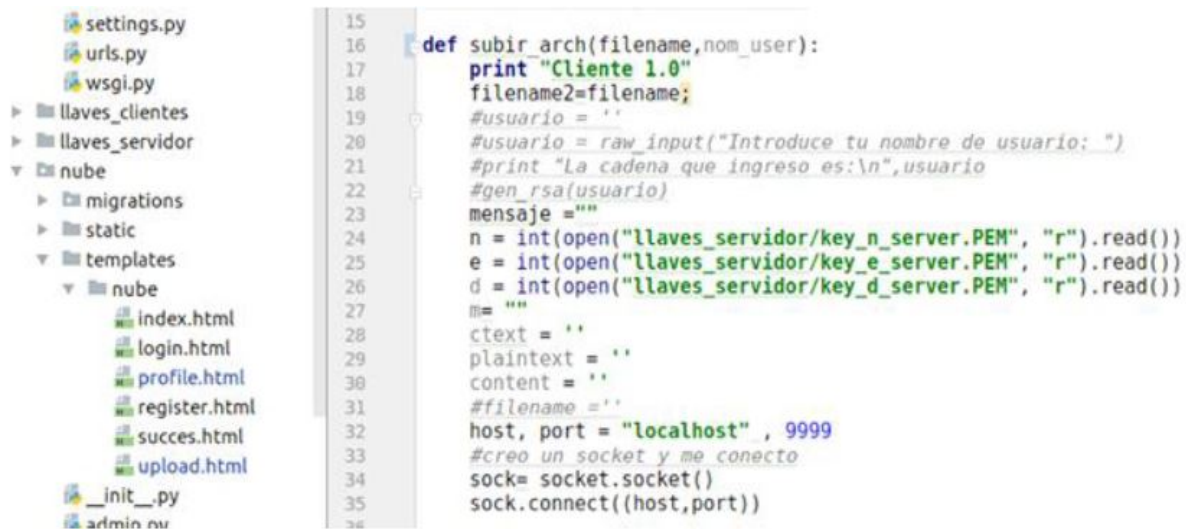 settings.py
urls.py
wsgi.py
llaves_clientes
llaves_servidor
nube
migrations
static
templates
nube
index.html
login.html
profile.html
register.html
succes.html
upload.html
__init__.py
admin.py
15
16 def subir_arch(filename,nom_user):
17 print "Cliente 1.0"
18 filename2=filename;
19 #usuario = ''
20 #usuario = raw_input("Introduce tu nombre de usuario: ")
21 #print "La cadena que ingreso es:\n",usuario
22 #gen_rsa(usuario)
23 mensaje =""
24 n = int(open("llaves_servidor/key_n_server.PEM", "r").read())
25 e = int(open("llaves_servidor/key_e_server.PEM", "r").read())
26 d = int(open("llaves_servidor/key_d_server.PEM", "r").read())
27 m= ""
28 ctext = ''
29 plaintext = ''
30 content = ''
31 #filename =''
32 host, port = "localhost" , 9999
33 #creo un socket y me conecto
34 sock= socket.socket()
35 sock.connect((host,port))
36